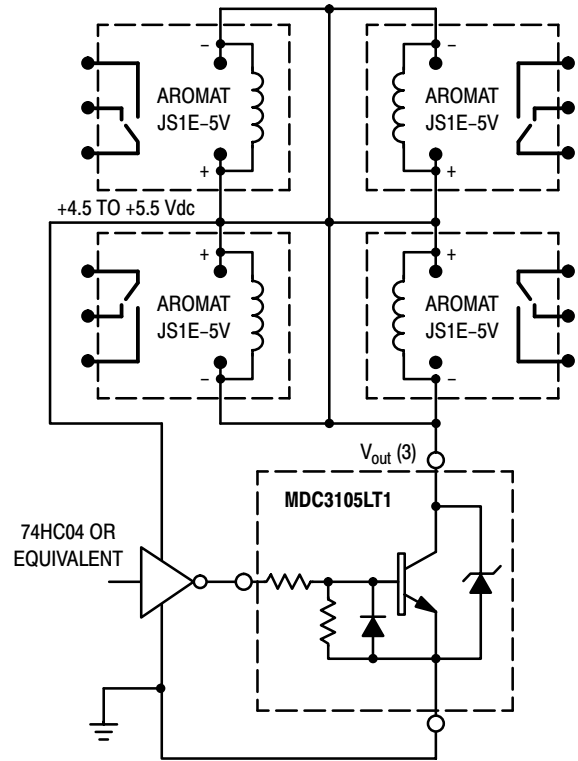 –
–
AROMAT
JS1E–5V
AROMAT
JS1E–5V
+
+
+4.5 TO +5.5 Vdc
+
+
AROMAT
JS1E–5V
AROMAT
JS1E–5V
–
–
Vout (3)
MDC3105LT1
74HC04 OR
EQUIVALENT